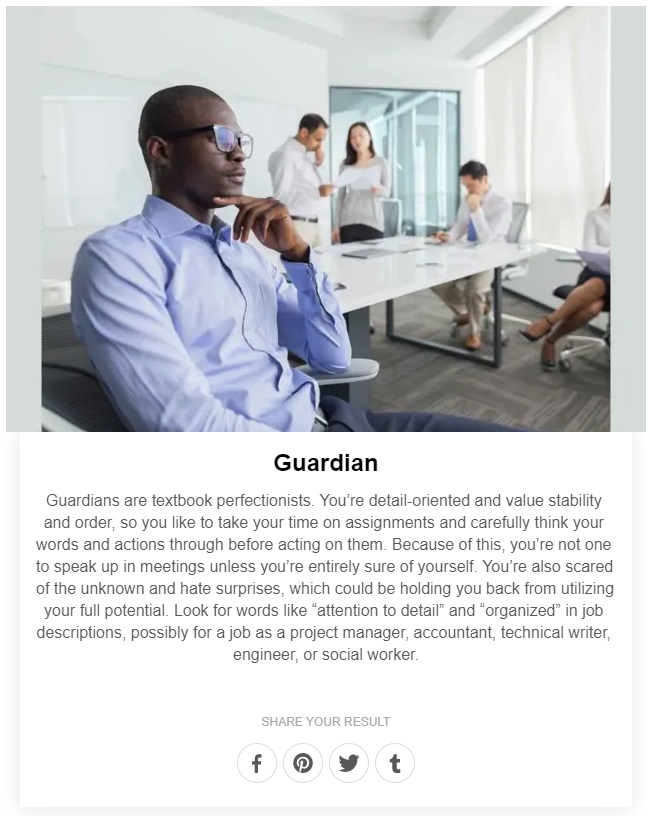 Guardian
Guardians are textbook perfectionists. You’re detail-oriented and value stability
and order, so you like to take your time on assignments and carefully think your
words and actions through before acting on them. Because of this, you’re not one
to speak up in meetings unless you’re entirely sure of yourself. You’re also scared
of the unknown and hate surprises, which could be holding you back from utilizing
your full potential. Look for words like “attention to detail” and “organized” in job
descriptions, possibly for a job as a project manager, accountant, technical writer,
engineer, or social worker.
SHARE YOUR RESULT